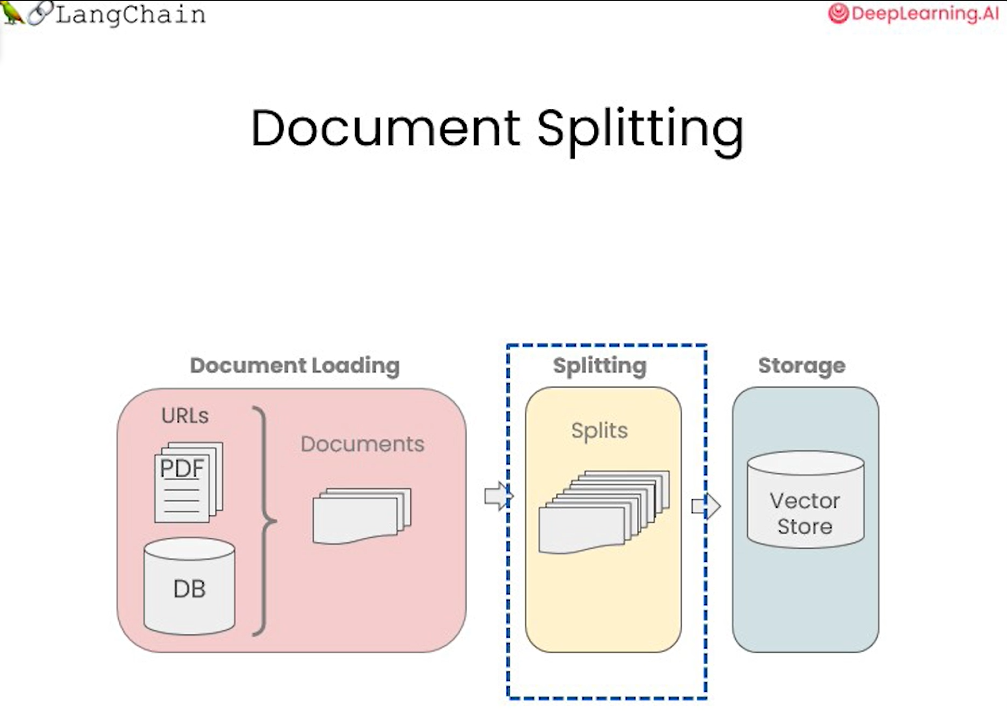 LangChain
DeepLearning.AI
Document Splitting
Document Loading
Splitting
Storage
URLs
PDF
DB
Documents
Splits
Vector
Store